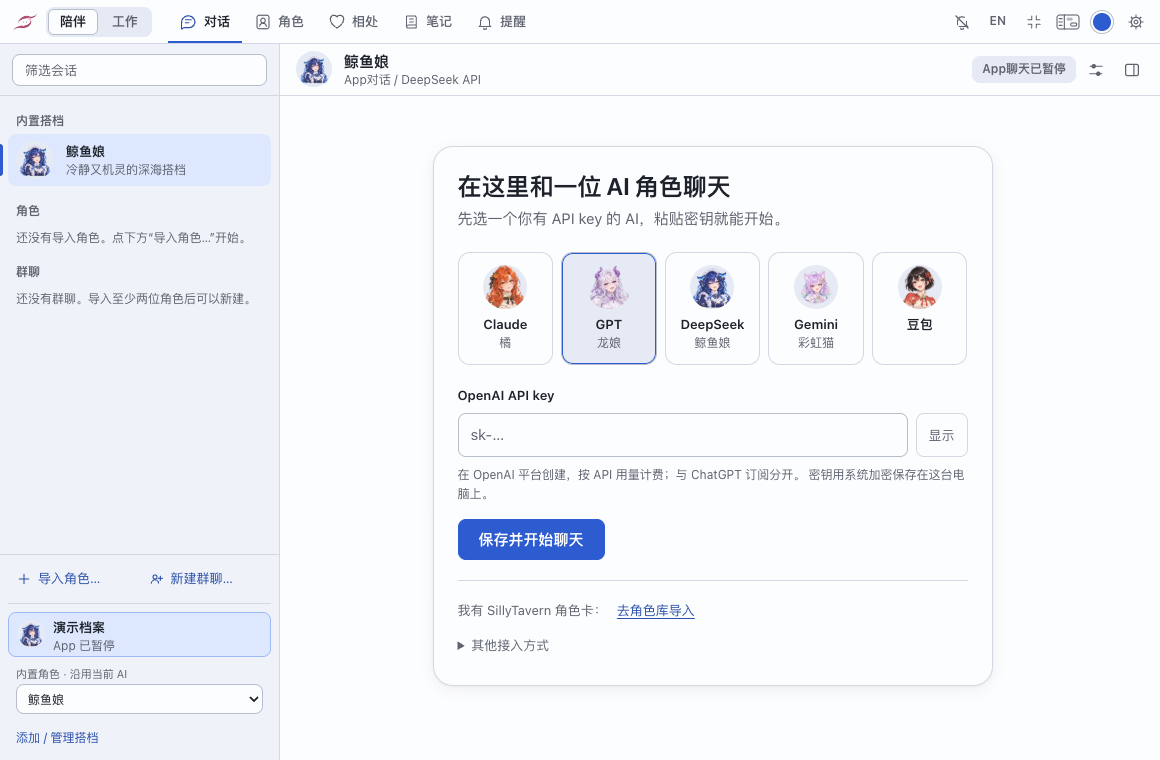 陪伴
工作
对话
角色
相处
笔记
提醒
EN
筛选会话
鲸鱼娘
App对话 / DeepSeek API
App聊天已暂停
内置搭档
鲸鱼娘
冷静又机灵的深海搭档
角色
还没有导入角色。点下方“导入角色...”开始。
群聊
还没有群聊。导入至少两位角色后可以新建。
在这里和一位 AI 角色聊天
先选一个你有 API key 的 AI，粘贴密钥就能开始。
Claude
橘
GPT
龙娘
DeepSeek
鲸鱼娘
Gemini
彩虹猫
豆包
OpenAI API key
sk-...
显示
在 OpenAI 平台创建，按 API 用量计费；与 ChatGPT 订阅分开。 密钥用系统加密保存在这台电
脑上。
保存并开始聊天
我有 SillyTavern 角色卡：
去角色库导入
其他接入方式
导入角色...
新建群聊...
演示档案
App 已暂停
内置角色 · 沿用当前 AI
鲸鱼娘
添加 / 管理搭档